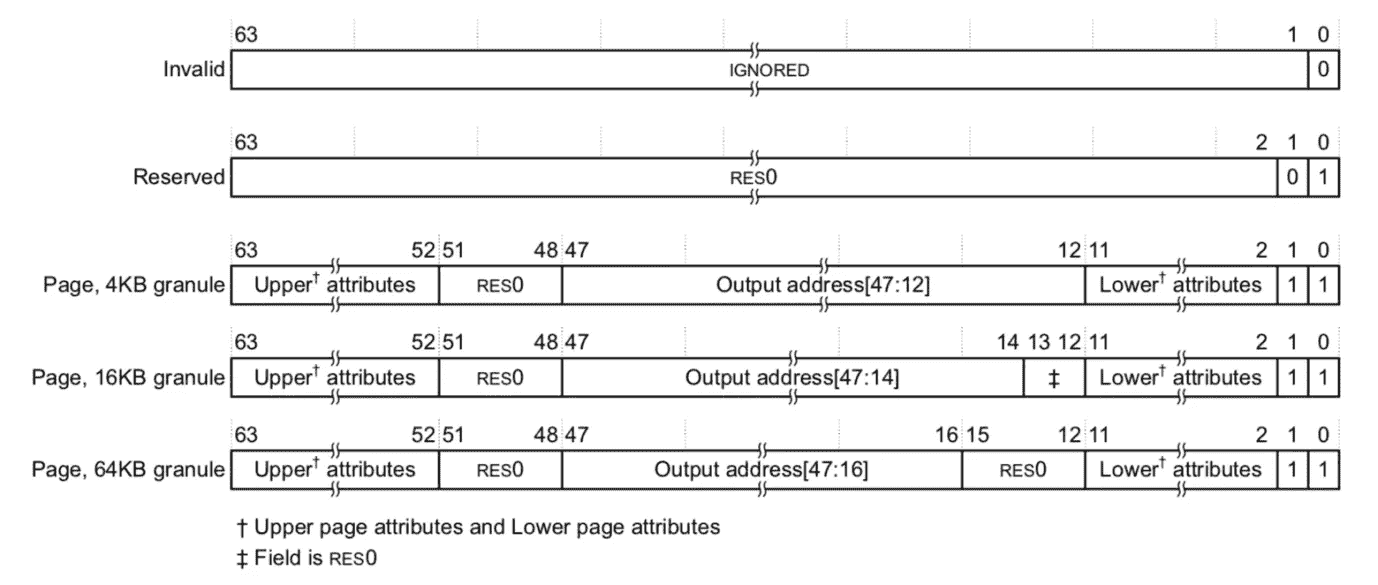 63 1 0
Invalid IGNORED 0
63 2 1 0
Reserved RES0 0 1
63 52 51 48 47 12 11 2 1 0
Page, 4KB granule Upper† attributes RES0 Output address[47:12] Lower† attributes 1 1
63 52 51 48 47 14 13 12 11 2 1 0
Page, 16KB granule Upper† attributes RES0 Output address[47:14] ‡ Lower† attributes 1 1
63 52 51 48 47 16 15 12 11 2 1 0
Page, 64KB granule Upper† attributes RES0 Output address[47:16] RES0 Lower† attributes 1 1
† Upper page attributes and Lower page attributes
‡ Field is RES0